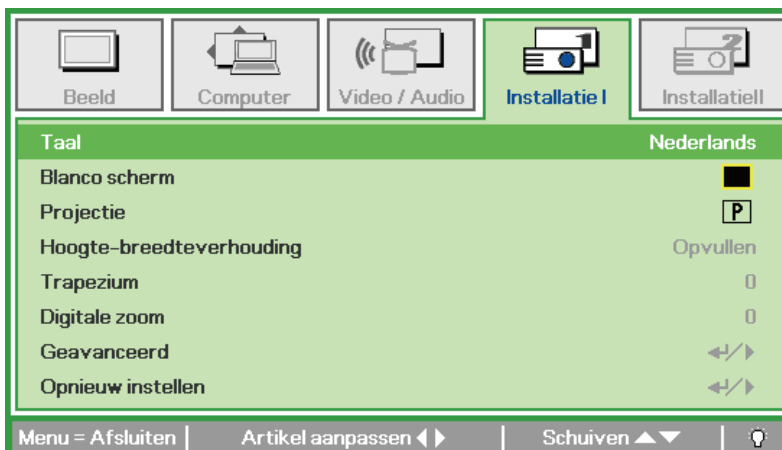 Beeld Computer Video / Audio Installatie I InstallatieII
Taal Nederlands
Blanco scherm
Projectie P
Hoogte-breedteverhouding Opvullen
Trapezium 0
Digitale zoom 0
Geavanceerd
Opnieuw instellen
Menu = Afsluiten Artikel aanpassen Schuiven